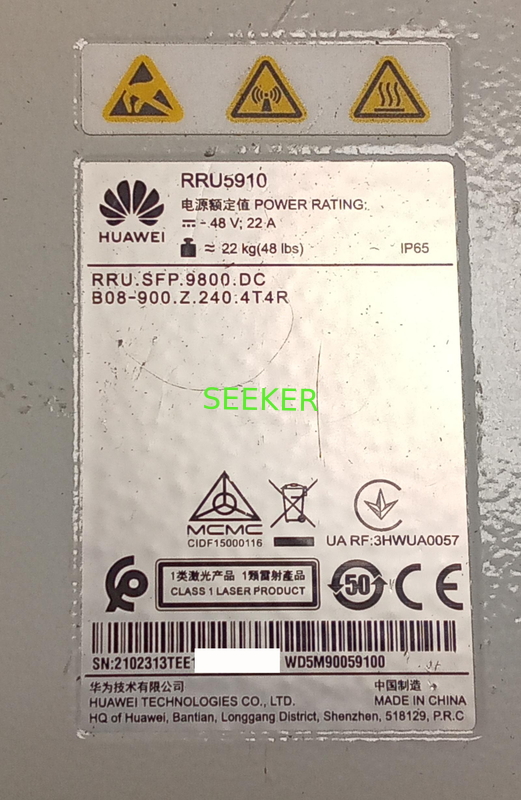 RRU5910
电源额定值 POWER RATING:
- 48 V; 22 A
≈ 22 kg(48 lbs)
IP65
HUAWEI
RRU.SFP.9800.DC
B08-900.Z.240.4T4R
SEEKER
MCMC
CIDF15000116
UA RF:3HWUA0057
1类激光产品 1類雷射產品
CLASS 1 LASER PRODUCT
50
CE
SN:2102313TEE1 WD5M90059100
华为技术有限公司 中国制造
HUAWEI TECHNOLOGIES CO., LTD. MADE IN CHINA
HQ of Huawei, Bantian, Longgang District, Shenzhen, 518129, P.R.C